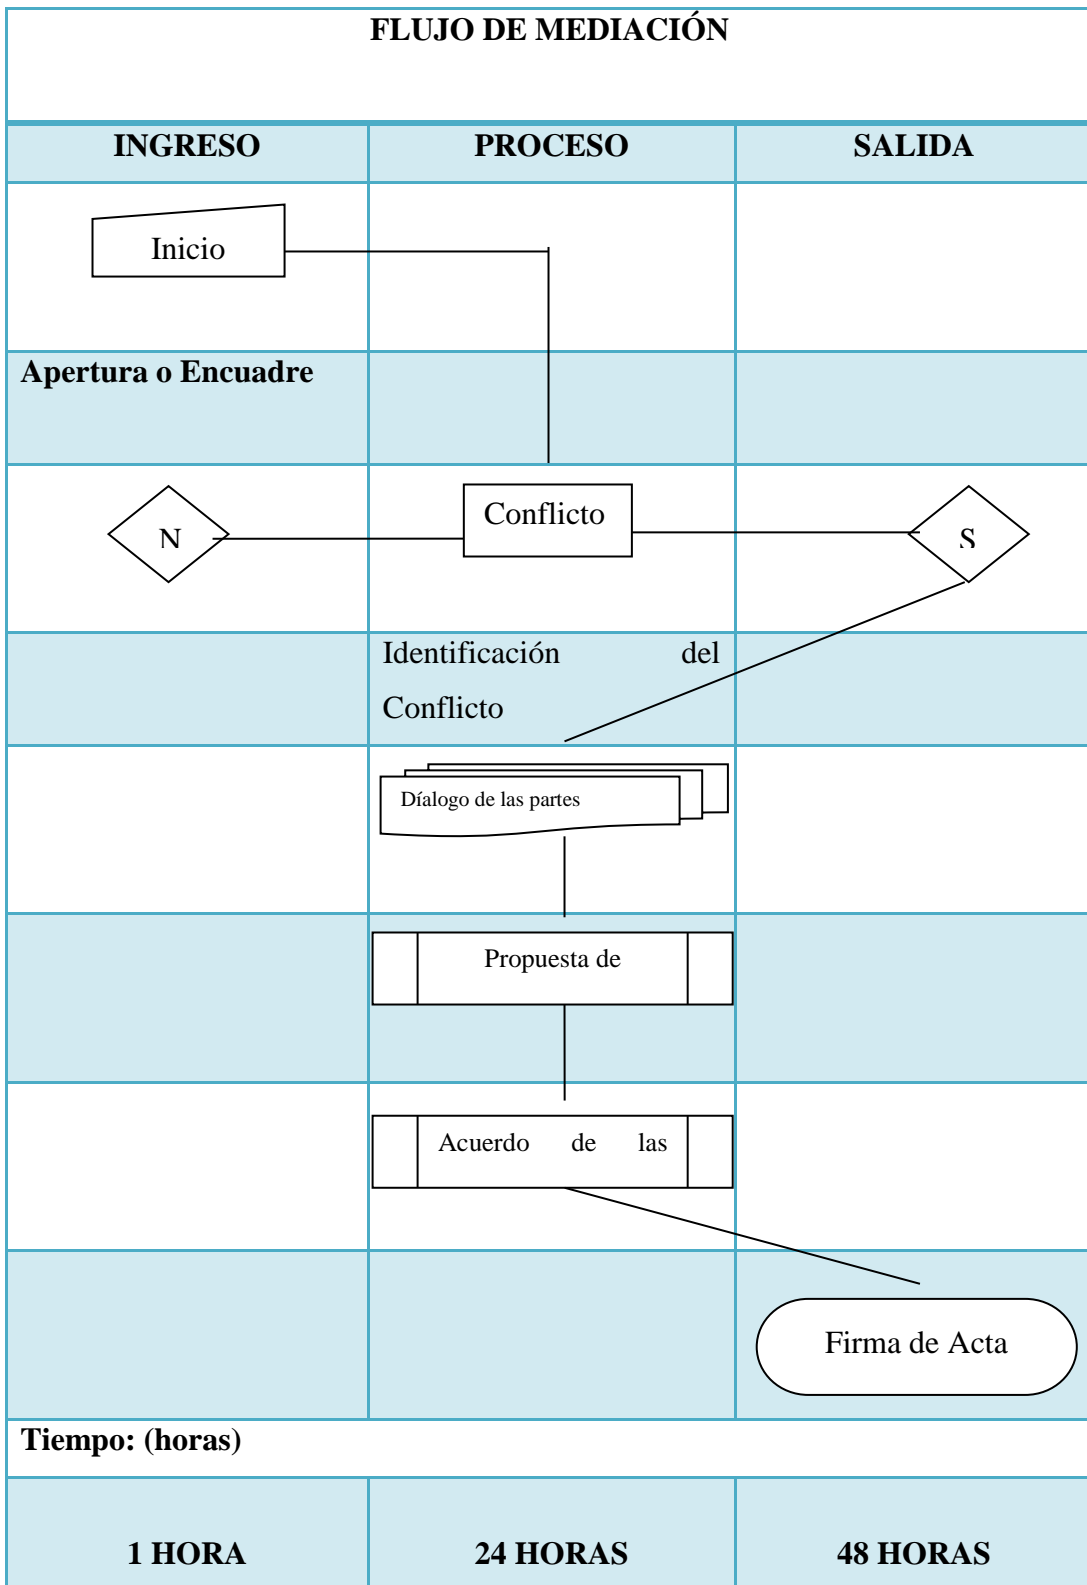 FLUJO DE MEDIACIÓN
INGRESO PROCESO SALIDA
Inicio
Apertura o Encuadre
N Conflicto S
Identificación del
Conflicto
Díalogo de las partes
Propuesta de
Acuerdo de las
Firma de Acta
Tiempo: (horas)
1 HORA 24 HORAS 48 HORAS